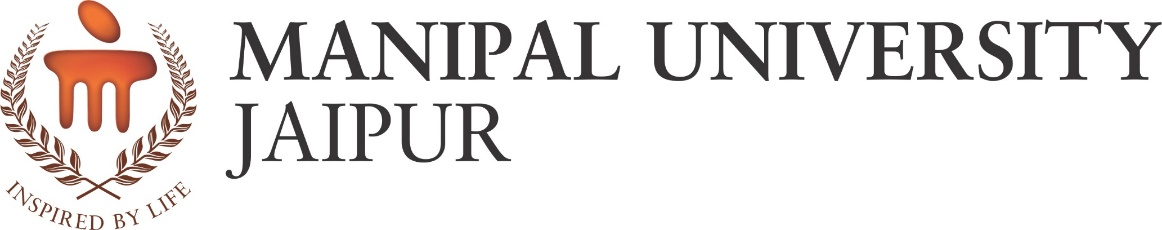 MANIPAL UNIVERSITY
JAIPUR
INSPIRED BY LIFE